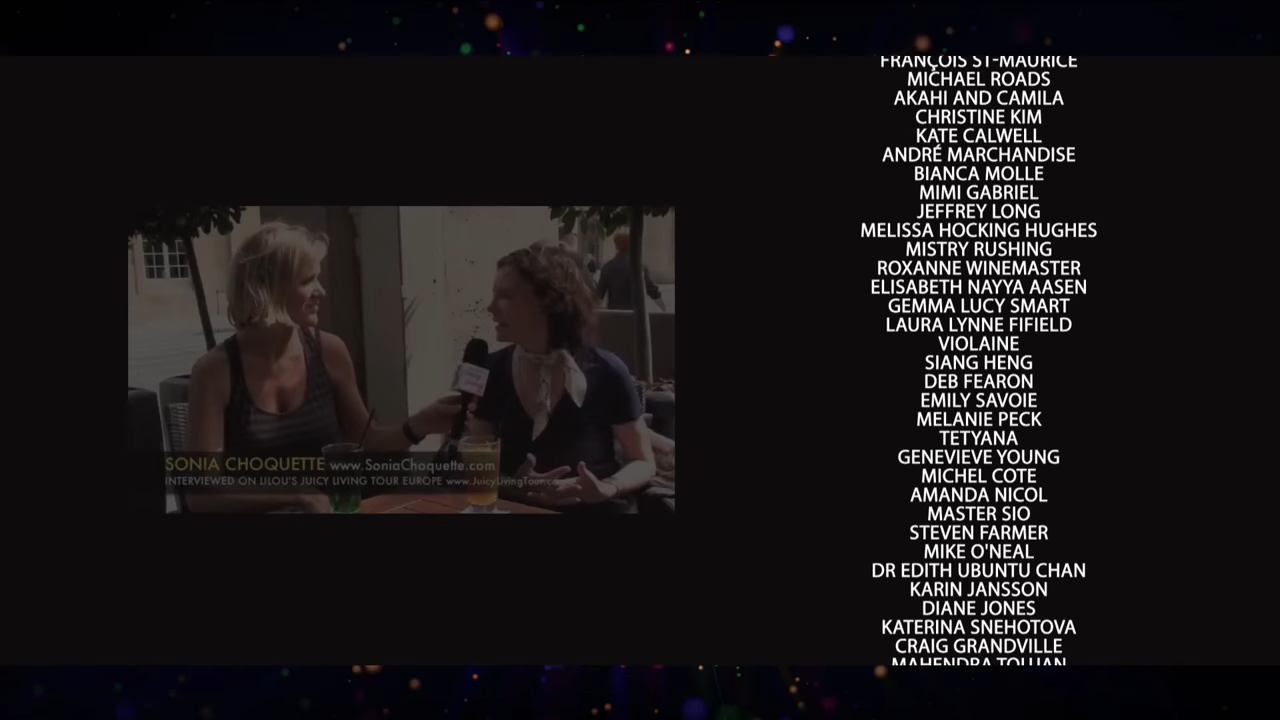 SONIA CHOQUETTE www.SoniaChoquette.com
INTERVIEWED ON LILOU'S JUICY LIVING TOUR EUROPE www.JuicyLivingTour.c
FRANÇOIS ST-MAURICE
MICHAEL ROADS
AKAHI AND CAMILA
CHRISTINE KIM
KATE CALWELL
ANDRÉ MARCHANDISE
BIANCA MOLLE
MIMI GABRIEL
JEFFREY LONG
MELISSA HOCKING HUGHES
MISTRY RUSHING
ROXANNE WINEMASTER
ELISABETH NAYYA AASEN
GEMMA LUCY SMART
LAURA LYNNE FIFIELD
VIOLAINE
SIANG HENG
DEB FEARON
EMILY SAVOIE
MELANIE PECK
TETYANA
GENEVIEVE YOUNG
MICHEL COTE
AMANDA NICOL
MASTER SIO
STEVEN FARMER
MIKE O'NEAL
DR EDITH UBUNTU CHAN
KARIN JANSSON
DIANE JONES
KATERINA SNEHOTOVA
CRAIG GRANDVILLE
MAHENDRA